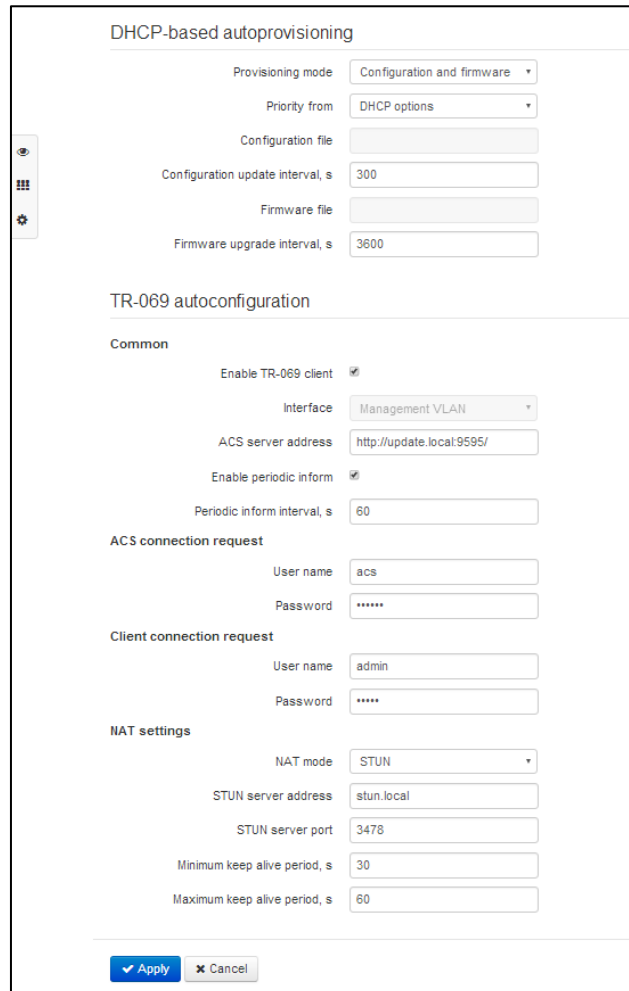 DHCP-based autoprovisioning
Provisioning mode Configuration and firmware
Priority from DHCP options
Configuration file
Configuration update interval, s 300
Firmware file
Firmware upgrade interval, s 3600
TR-069 autoconfiguration
Common
Enable TR-069 client
Interface Management VLAN
ACS server address http://update.local:9595/
Enable periodic inform
Periodic inform interval, s 60
ACS connection request
User name acs
Password ••••••
Client connection request
User name admin
Password •••••
NAT settings
NAT mode STUN
STUN server address stun.local
STUN server port 3478
Minimum keep alive period, s 30
Maximum keep alive period, s 60
Apply Cancel